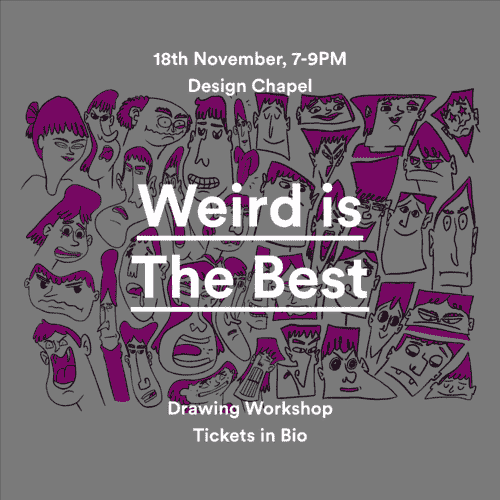 18th November, 7-9PM
Design Chapel
Weird is
The Best
Drawing Workshop
Tickets in Bio